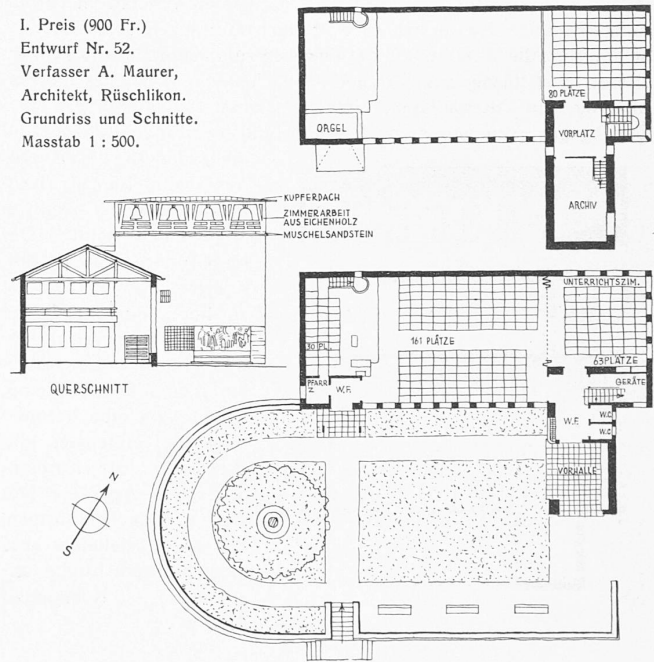 I. Preis (900 Fr.)
Entwurf Nr. 52.
Verfasser A. Maurer,
Architekt, Rüschlikon.
Grundriss und Schnitte.
Masstab 1 : 500.
80 PLÄTZE
ORGEL
VORPLATZ
ARCHIV
KUPFERDACH
ZIMMERARBEIT
AUS EICHENHOLZ
MUSCHELSANDSTEIN
QUERSCHNITT
UNTERRICHTSZIM.
161 PLÄTZE
30 PL.
63 PLÄTZE
PFARR
Z.
W.F.
GERÄTE
W.F.
W.C
W.C
VORHALLE
N
S